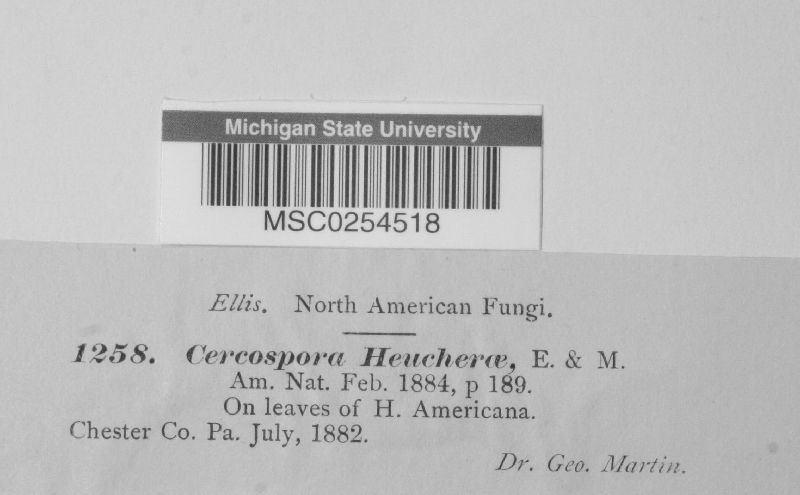 Michigan State University
MSC0254518
Ellis. North American Fungi.
1258. Cercospora Heucheræ, E. & M.
Am. Nat. Feb. 1884, p 189.
On leaves of H. Americana.
Chester Co. Pa. July, 1882.
Dr. Geo. Martin.